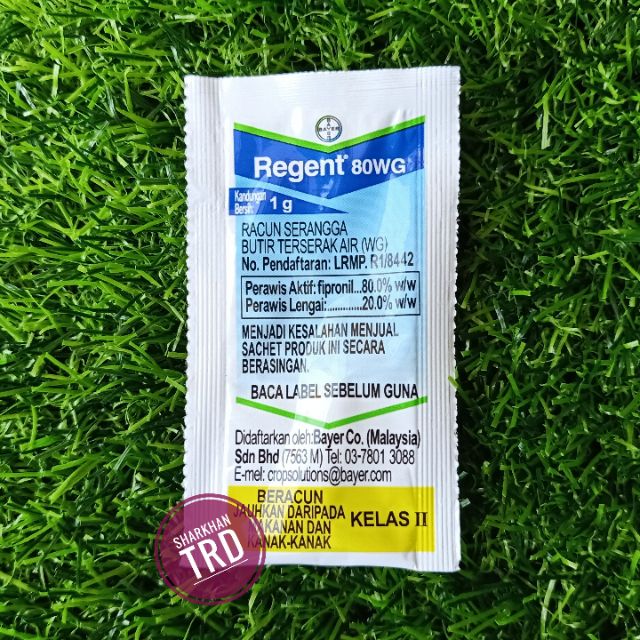 BAYER
Regent® 80WG
Kandungan
Bersih: 1 g
RACUN SERANGGA
BUTIR TERSERAK AIR (WG)
No. Pendaftaran: LRMP. R1/8442
Perawis Aktif: fipronil...80.0% w/w
Perawis Lengai:.............20.0% w/w
MENJADI KESALAHAN MENJUAL
SACHET PRODUK INI SECARA
BERASINGAN.
BACA LABEL SEBELUM GUNA
Didaftarkan oleh:Bayer Co. (Malaysia)
Sdn Bhd (7563 M) Tel: 03-7801 3088
E-mel: cropsolutions@bayer.com
BERACUN
JAUHKAN DARIPADA
KANAN DAN
KANAK-KANAK
KELAS II
SHARKHAN
TRD